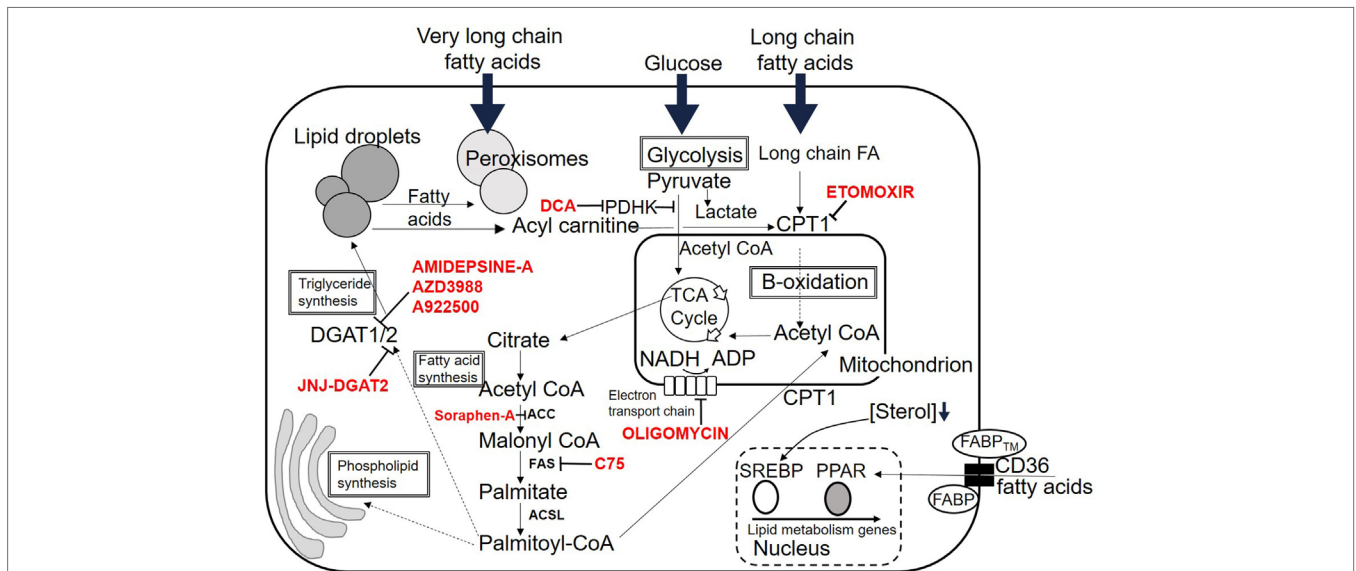 Very long chain
fatty acids
Glucose
Long chain
fatty acids
Lipid droplets
Peroxisomes
Glycolysis
Long chain FA
Pyruvate
Fatty
acids
DCA
PDHK
Lactate
ETOMOXIR
Acyl carnitine
CPT1
Acetyl CoA
AMIDEPSINE-A
AZD3988
A922500
Triglyceride
synthesis
B-oxidation
TCA
Cycle
DGAT1/2
Citrate
Acetyl CoA
NADH
ADP
Mitochondrion
Fatty acid
synthesis
JNJ-DGAT2
Acetyl CoA
Electron
transport chain
CPT1
Soraphen-A
ACC
OLIGOMYCIN
[Sterol]
Malonyl CoA
FABPTM
FAS
C75
CD36
fatty acids
Phospholipid
synthesis
SREBP
PPAR
FABP
Palmitate
ACSL
Lipid metabolism genes
Palmitoyl-CoA
Nucleus